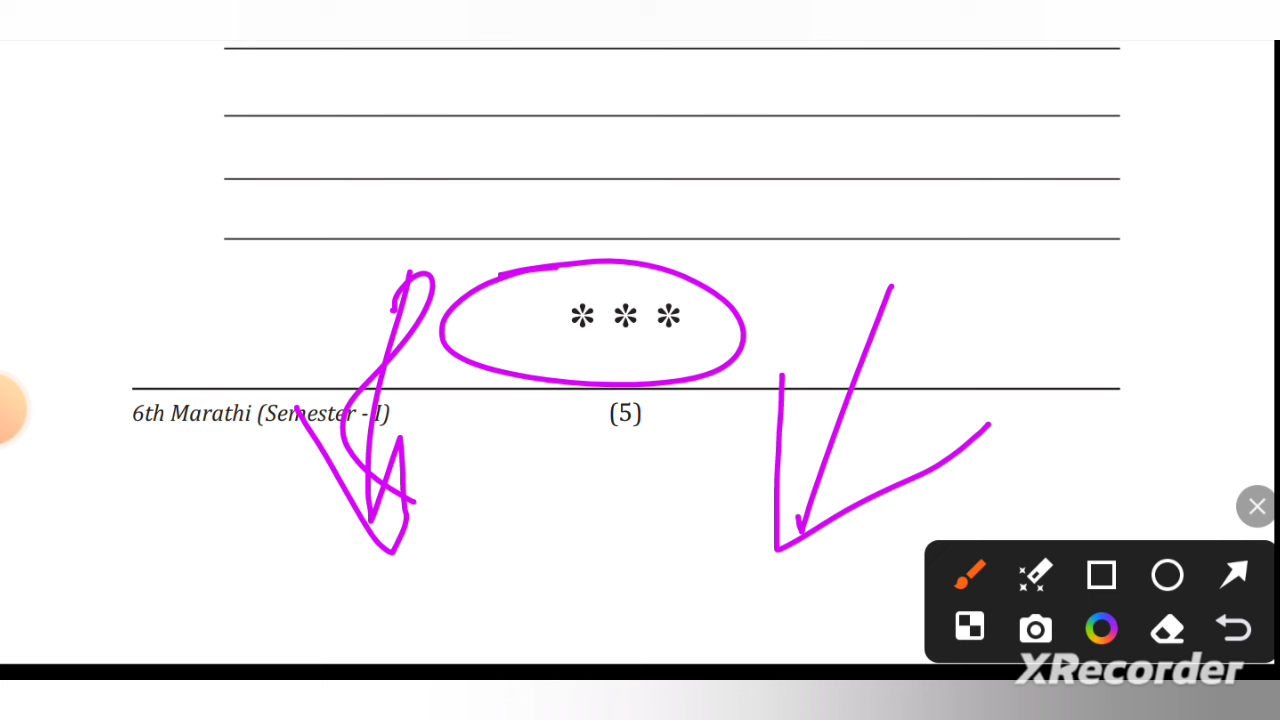 * * *
6th Marathi (Semester - I)
(5)
XRecorder